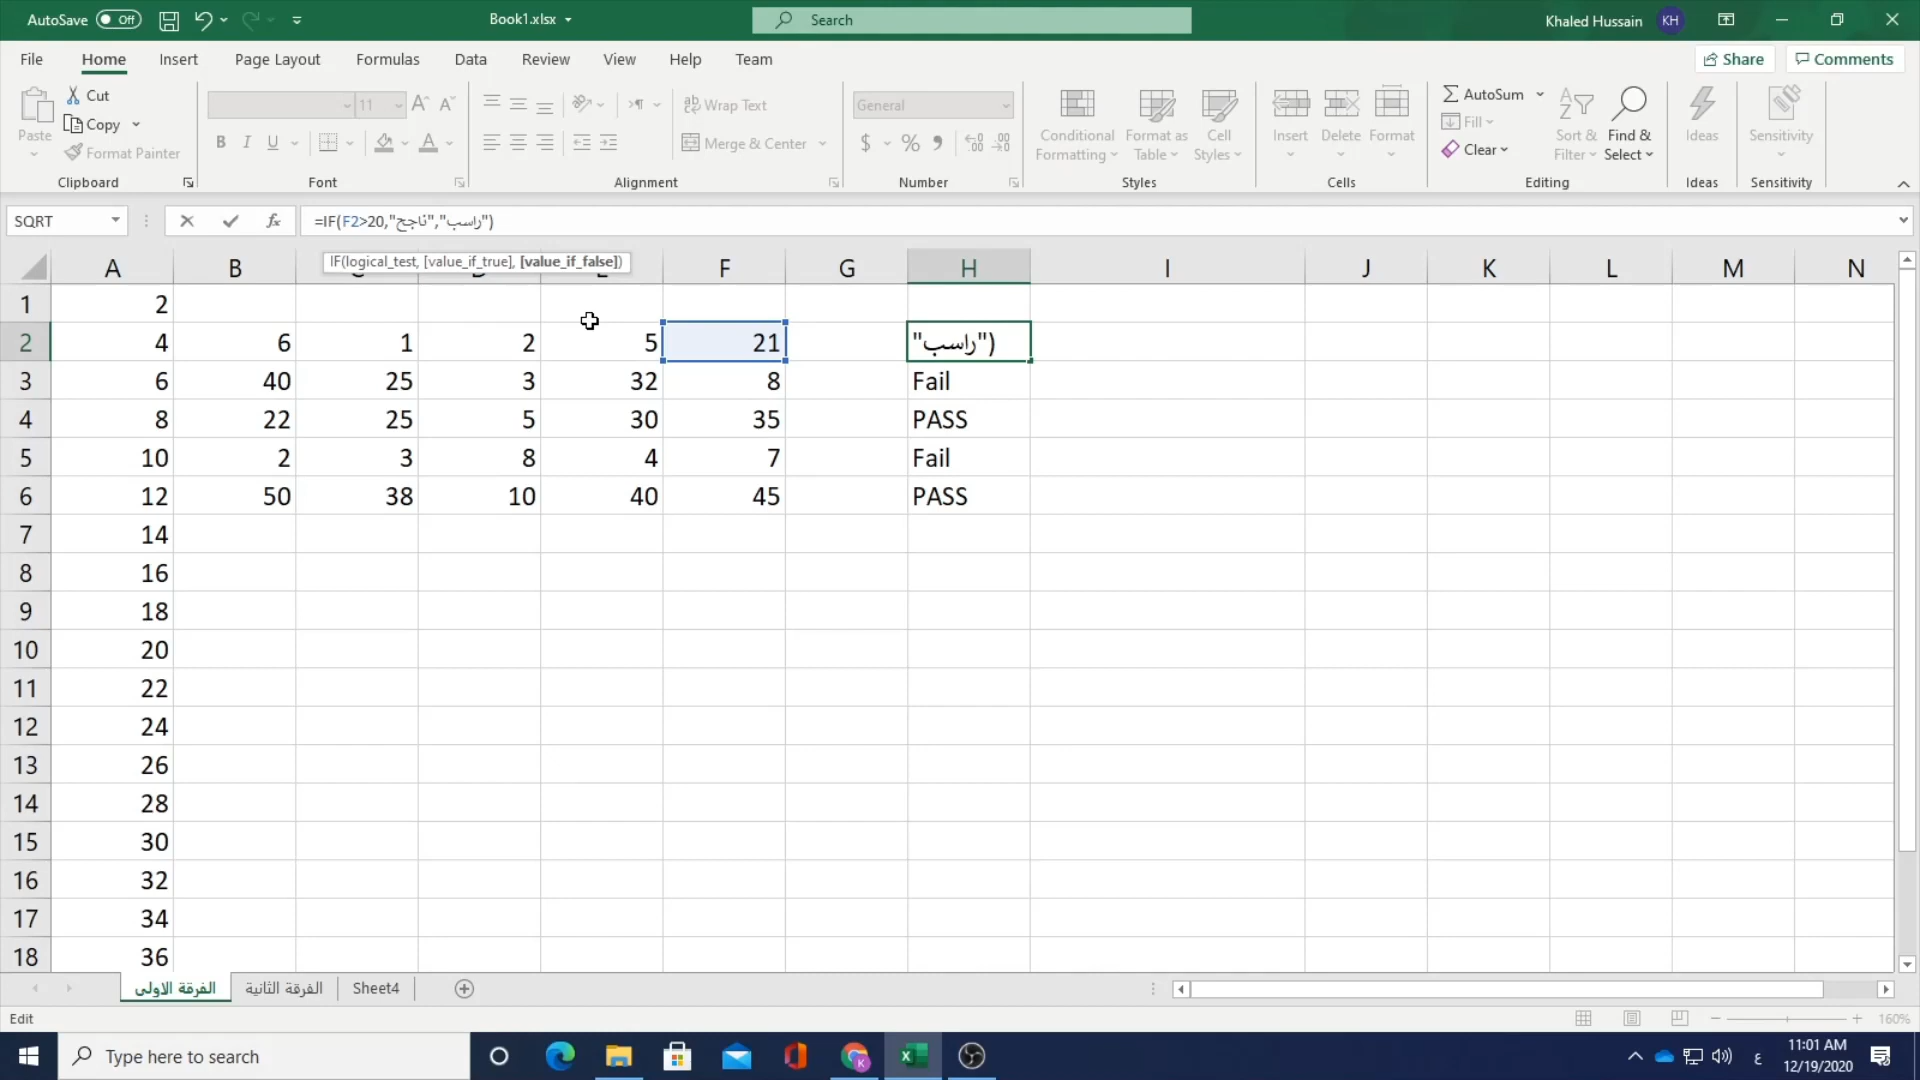 AutoSave Off Book1.xlsx Search Khaled Hussain KH
File Home Insert Page Layout Formulas Data Review View Help Team Share Comments
Paste Cut Copy Format Painter Clipboard
11 B I U A Font
Wrap Text Merge & Center Alignment
General $ % Number
Conditional Formatting Format as Table Cell Styles Styles
Insert Delete Format Cells
AutoSum Fill Clear Sort & Filter Find & Select Editing
Ideas Ideas
Sensitivity Sensitivity
SQRT fx =IF(F2>20,"ناجح","راسب")
IF(logical_test, [value_if_true], [value_if_false])
A B F G H I J K L M N
1 2
2 4 6 1 2 5 21 "راسب")
3 6 40 25 3 32 8 Fail
4 8 22 25 5 30 35 PASS
5 10 2 3 8 4 7 Fail
6 12 50 38 10 40 45 PASS
7 14
8 16
9 18
10 20
11 22
12 24
13 26
14 28
15 30
16 32
17 34
18 36
الفرقة الاولى الفرقة الثانية Sheet4
Edit 160%
Type here to search ع 11:01 AM
12/19/2020